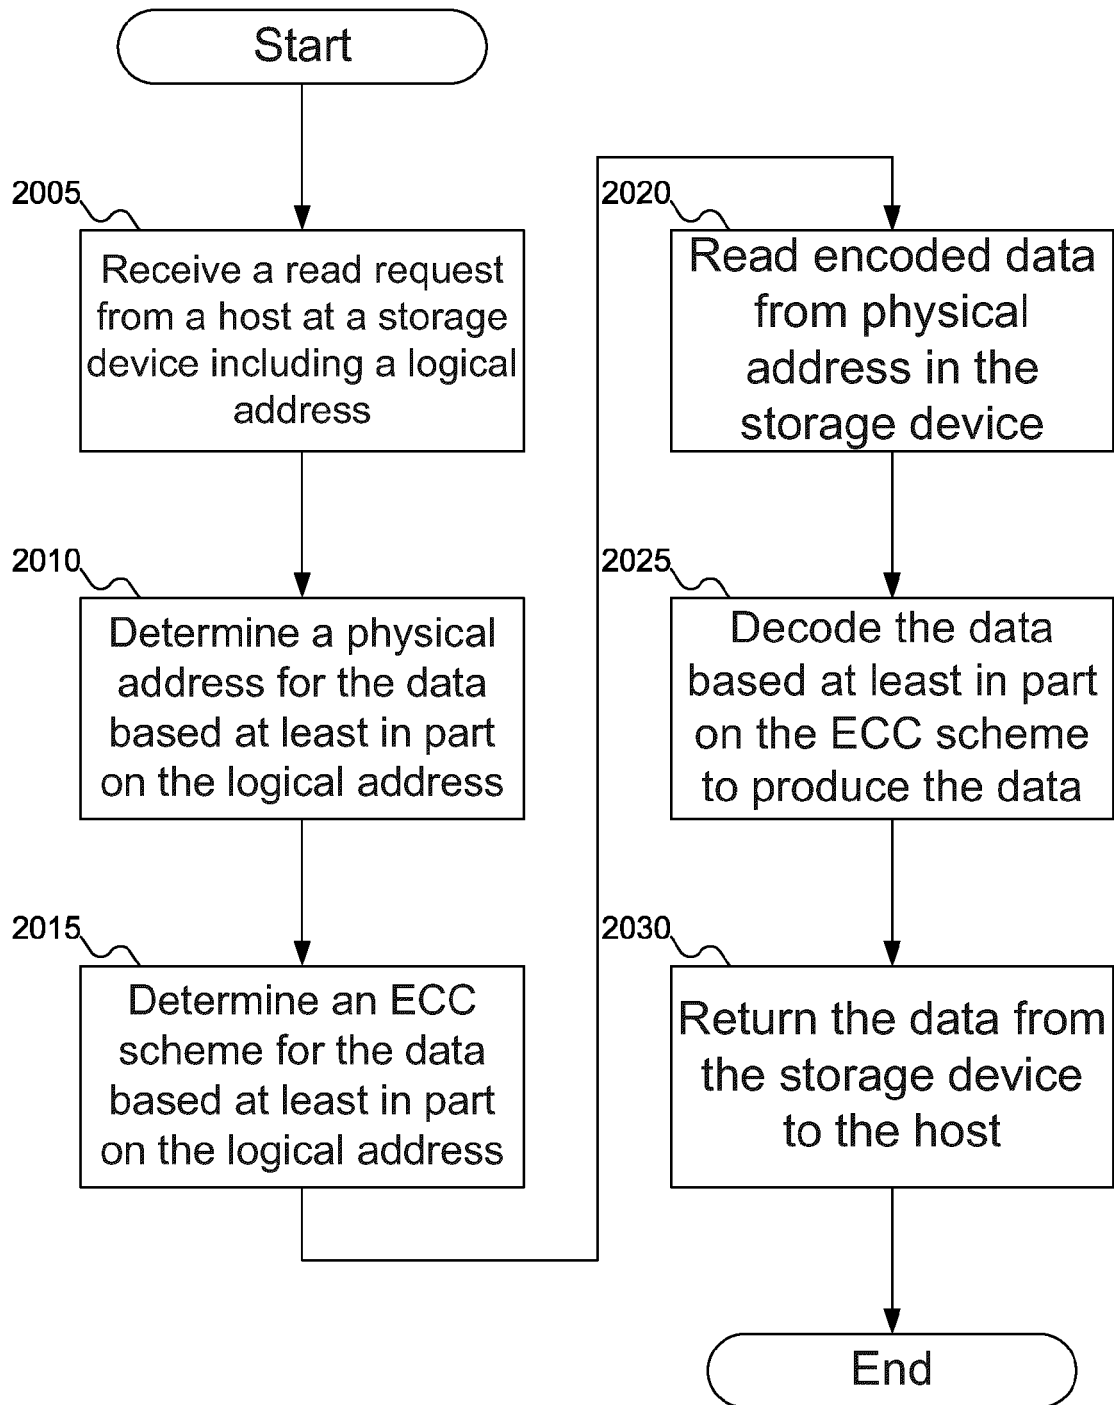 Start
2005
Receive a read request
from a host at a storage
device including a logical
address
2010
Determine a physical
address for the data
based at least in part
on the logical address
2015
Determine an ECC
scheme for the data
based at least in part
on the logical address
2020
Read encoded data
from physical
address in the
storage device
2025
Decode the data
based at least in part
on the ECC scheme
to produce the data
2030
Return the data from
the storage device
to the host
End